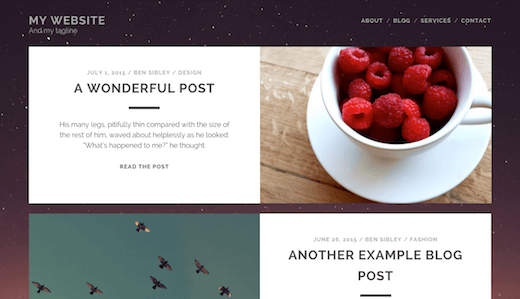 MY WEBSITE
And my tagline
ABOUT / BLOG / SERVICES / CONTACT
JULY 1, 2015 / BEN SIBLEY / DESIGN
A WONDERFUL POST
His many legs, pitifully thin compared with the size of
the rest of him, waved about helplessly as he looked.
"What's happened to me?" he thought.
READ THE POST
JUNE 26, 2015 / BEN SIBLEY / FASHION
ANOTHER EXAMPLE BLOG
POST